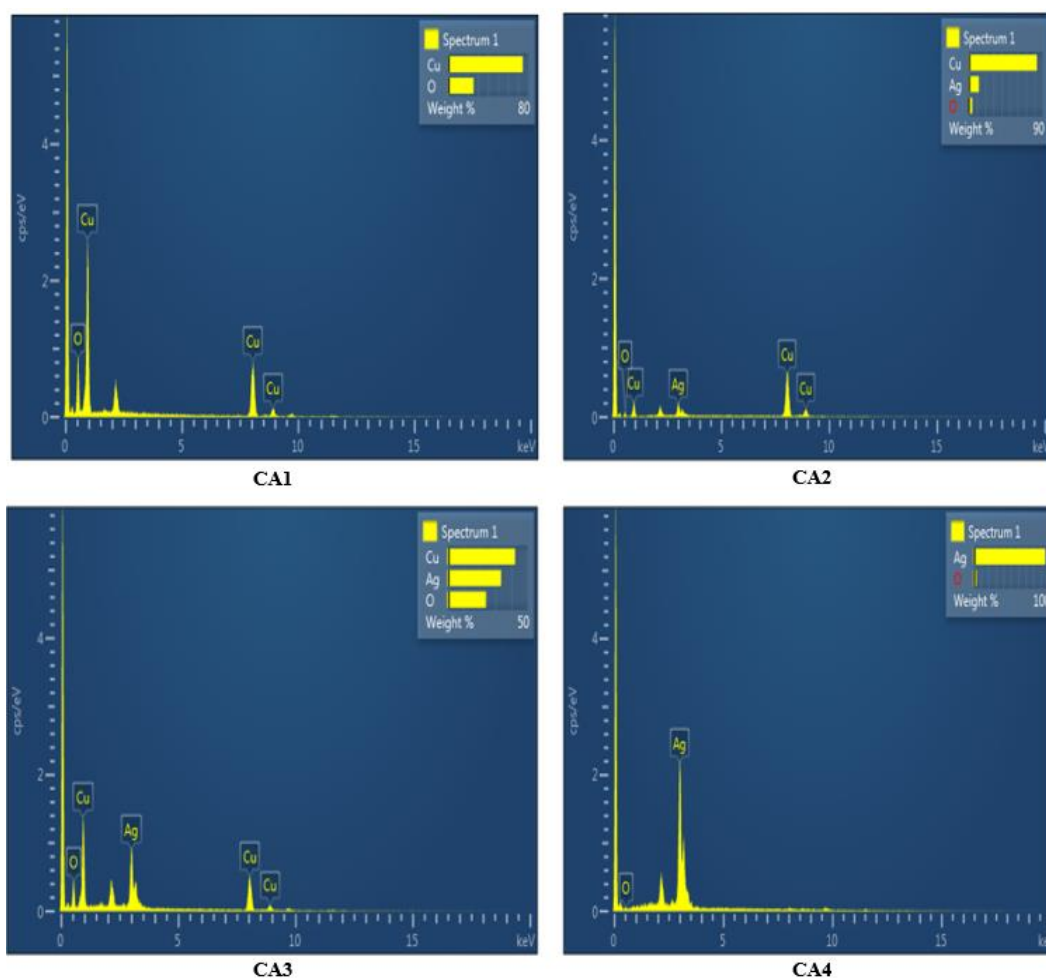 Spectrum 1
Cu
O
Weight % 80
cps/eV
4
2
0
Cu
O
Cu
Cu
0 5 10 15 keV
CA1
Spectrum 1
Cu
Ag
O
Weight % 90
cps/eV
4
2
0
O
Cu
Ag
Cu
Cu
0 5 10 15 keV
CA2
Spectrum 1
Cu
Ag
O
Weight % 50
cps/eV
4
2
0
Cu
O
Ag
Cu
Cu
0 5 10 15 keV
CA3
Spectrum 1
Ag
O
Weight % 100
cps/eV
4
2
0
Ag
O
0 5 10 15 keV
CA4